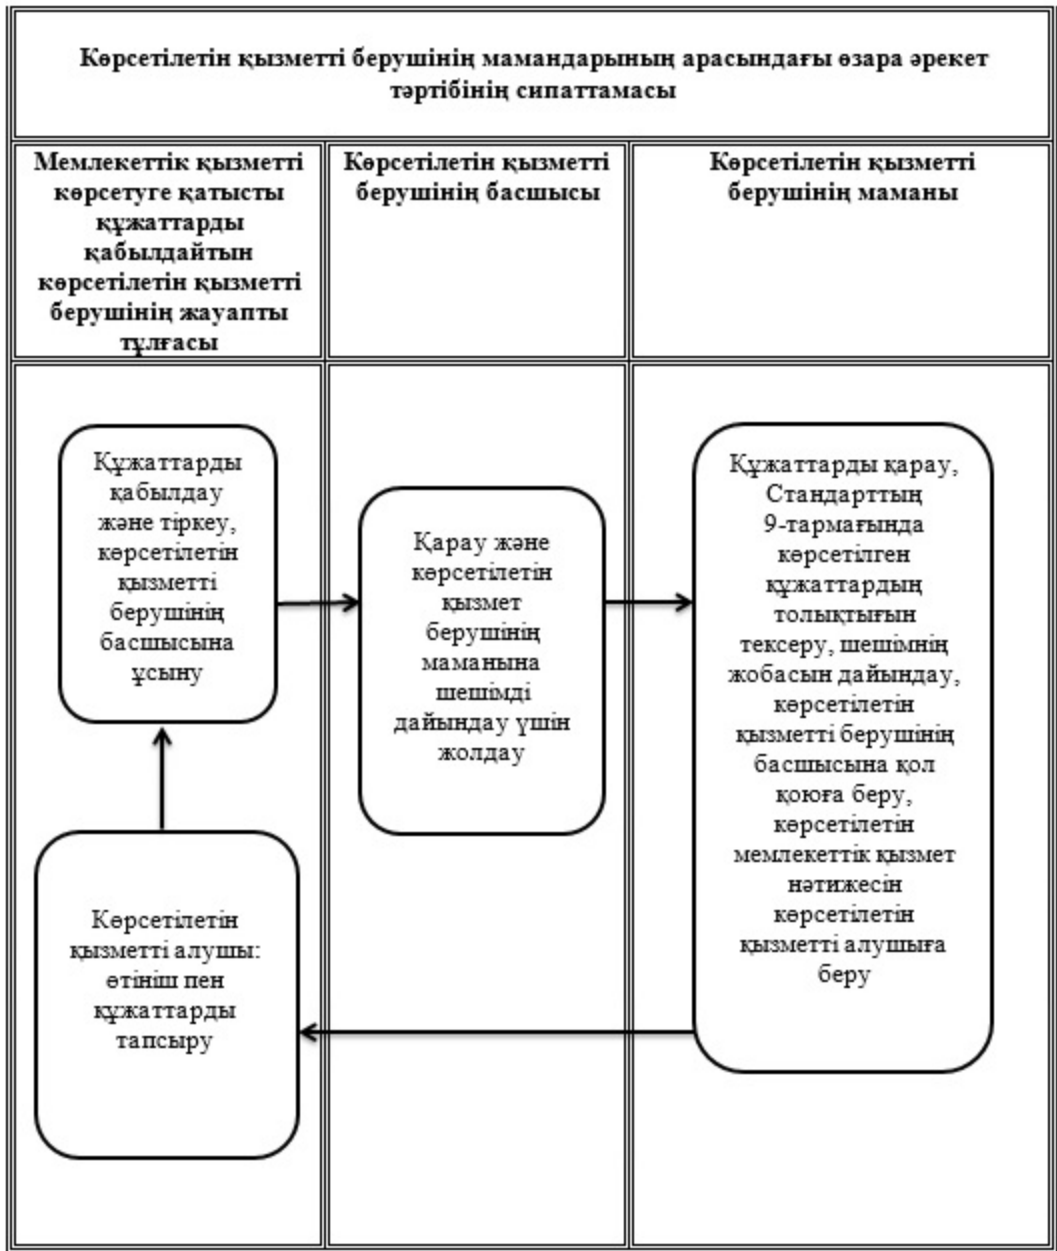 Көрсетілетін қызметті берушінің мамандарының арасындағы өзара әрекет
тәртібінің сипаттамасы
Мемлекеттік қызметті
көрсетуге қатысты
құжаттарды
қабылдайтын
көрсетілетін қызметті
берушінің жауапты
тұлғасы
Көрсетілетін қызметті
берушінің басшысы
Көрсетілетін қызметті
берушінің маманы
Құжаттарды
қабылдау
және тіркеу,
көрсетілетін
қызметті
берушінің
басшысына
ұсыну
Қарау және
көрсетілетін
қызмет
берушінің
маманына
шешімді
дайындау үшін
жолдау
Құжаттарды қарау,
Стандарттың
9-тармағында
көрсетілген
құжаттардың
толықтығын
тексеру, шешімнің
жобасын дайындау,
көрсетілетін
қызметті берушінің
басшысына қол
қоюға беру,
көрсетілетін
мемлекеттік қызмет
нәтижесін
көрсетілетін
қызметті алушыға
беру
Көрсетілетін
қызметті алушы:
өтініш пен
құжаттарды
тапсыру